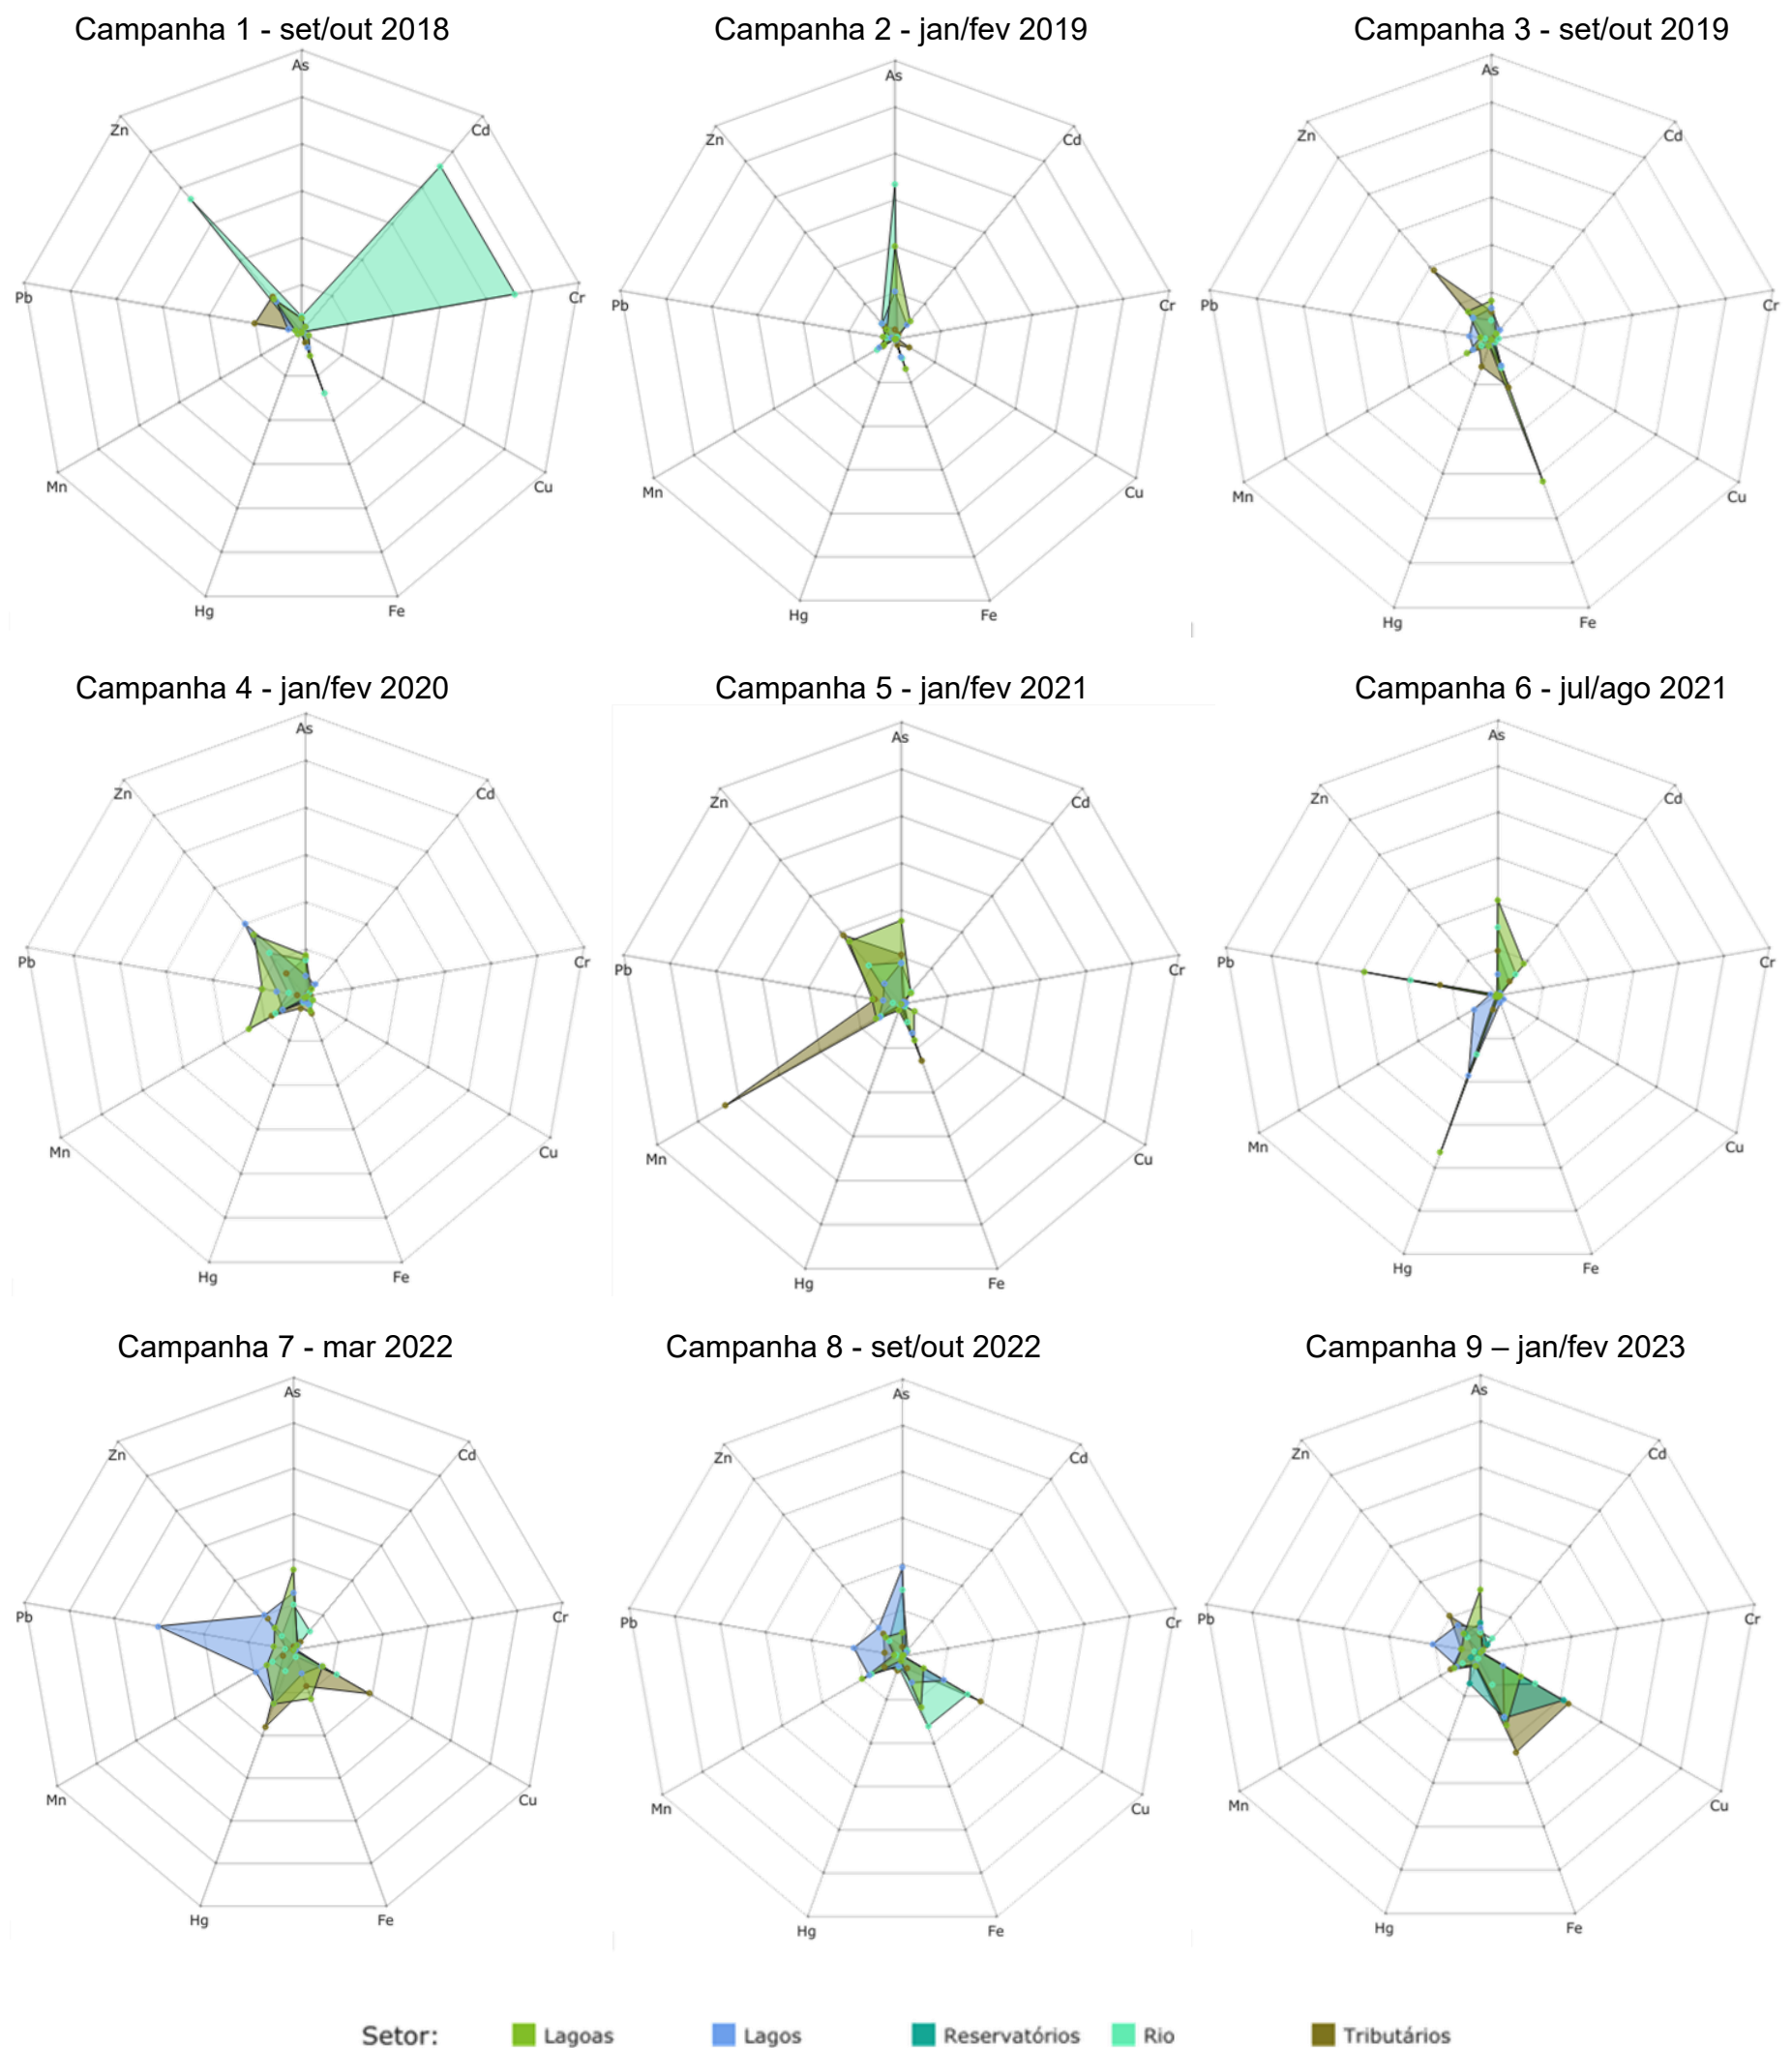 Campanha 1 - set/out 2018
Campanha 2 - jan/fev 2019
Campanha 3 - set/out 2019
As
Zn
Cd
Pb
Cr
Mn
Cu
Hg
Fe
As
Zn
Cd
Pb
Cr
Mn
Cu
Hg
Fe
As
Zn
Cd
Pb
Cr
Mn
Cu
Hg
Fe
Campanha 4 - jan/fev 2020
Campanha 5 - jan/fev 2021
Campanha 6 - jul/ago 2021
As
Zn
Cd
Pb
Cr
Mn
Cu
Hg
Fe
As
Zn
Cd
Pb
Cr
Mn
Cu
Hg
Fe
As
Zn
Cd
Pb
Cr
Mn
Cu
Hg
Fe
Campanha 7 - mar 2022
Campanha 8 - set/out 2022
Campanha 9 – jan/fev 2023
As
Zn
Cd
Pb
Cr
Mn
Cu
Hg
Fe
As
Zn
Cd
Pb
Cr
Mn
Cu
Hg
Fe
As
Zn
Cd
Pb
Cr
Mn
Cu
Hg
Fe
Setor: Lagoas Lagos Reservatórios Rio Tributários